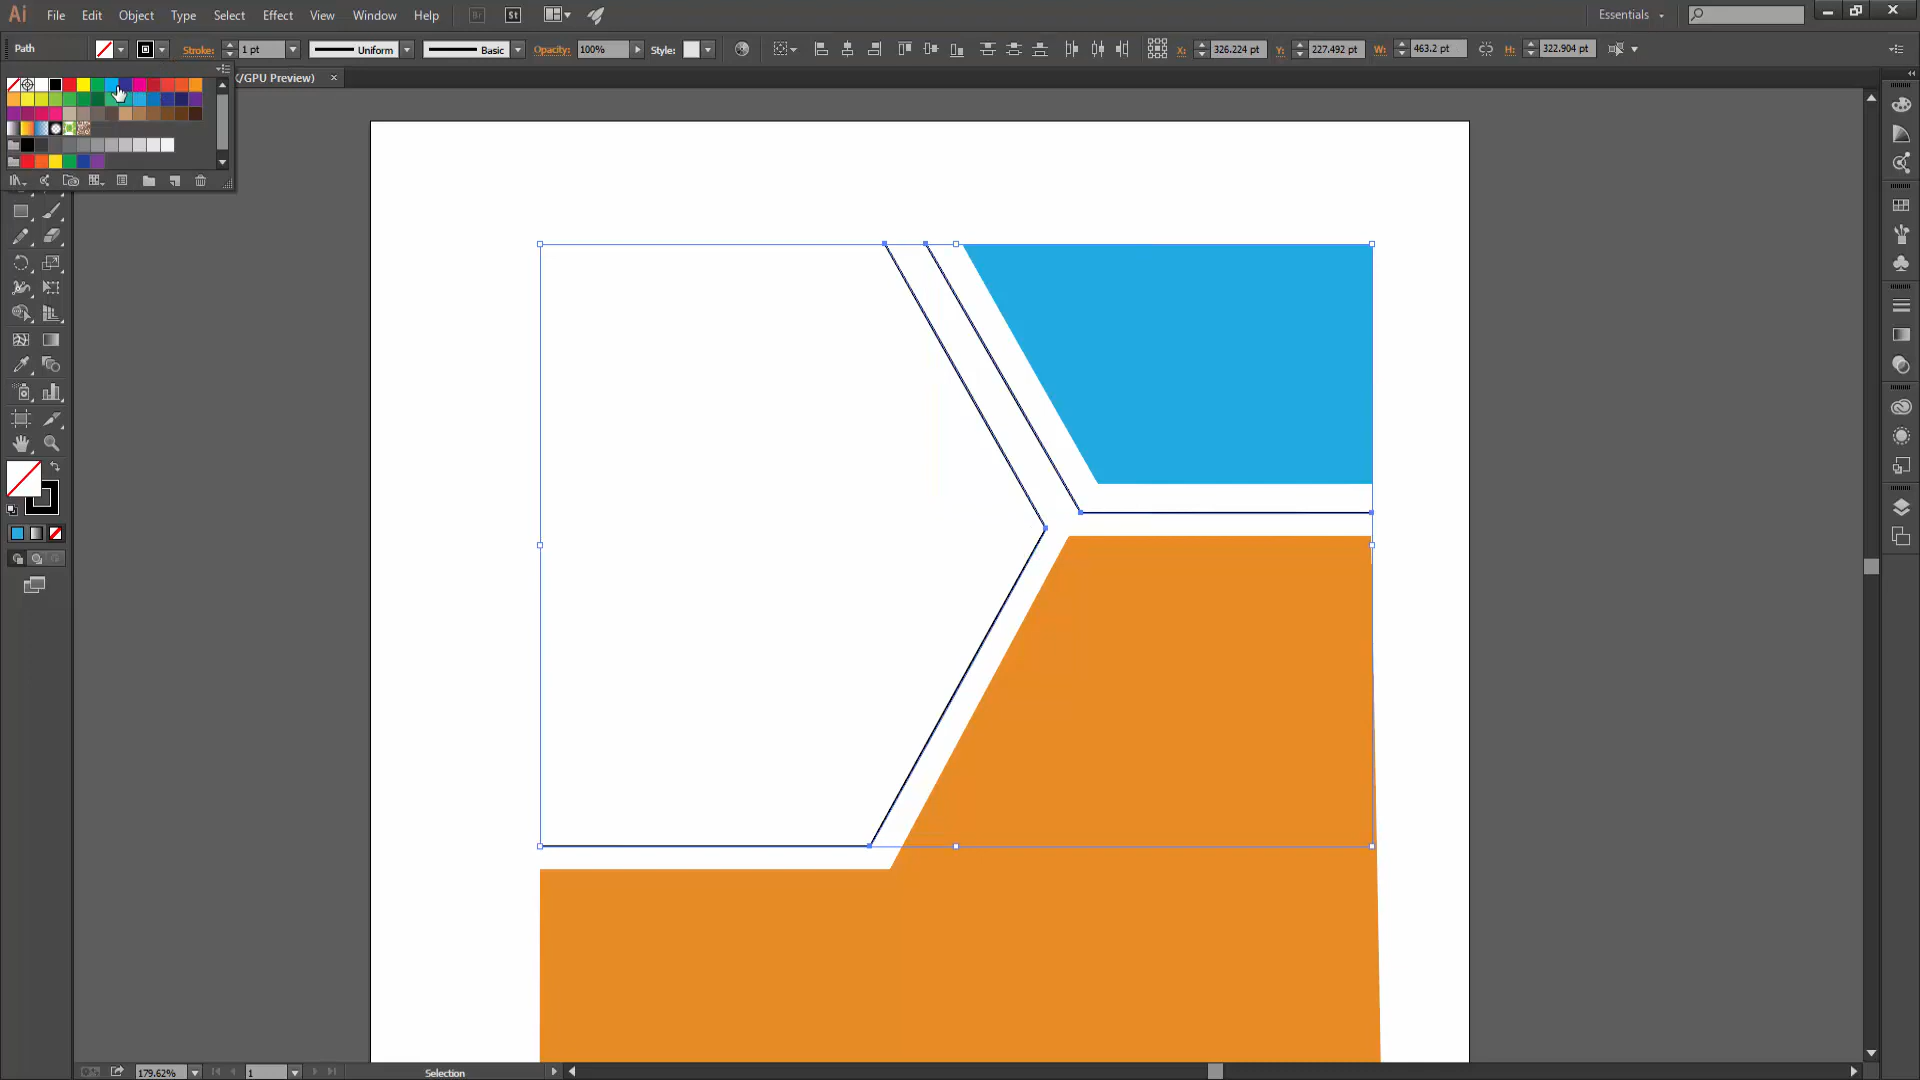 Ai File Edit Object Type Select Effect View Window Help Br St Essentials
Path Stroke: 1 pt Uniform Basic Opacity: 100% Style: X: 326.224 pt Y: 227.492 pt W: 463.2 pt H: 322.904 pt
/GPU Preview) ×
179.62% 1 Selection